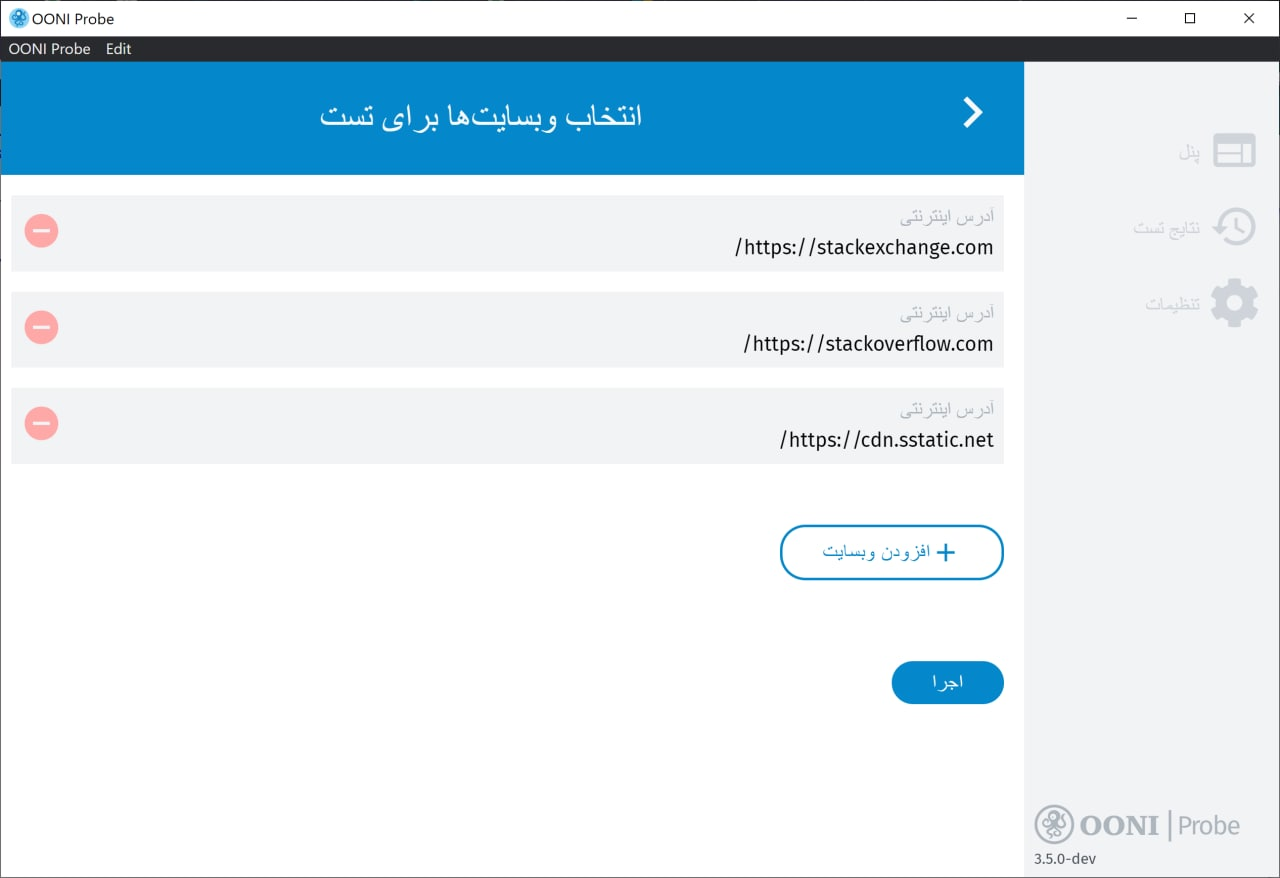 OONI Probe
OONI Probe Edit
انتخاب وبسایت‌ها برای تست
پنل
نتایج تست
تنظیمات
آدرس اینترنتی
https://stackexchange.com/
آدرس اینترنتی
https://stackoverflow.com/
آدرس اینترنتی
https://cdn.sstatic.net/
افزودن وبسایت
اجرا
OONI Probe
3.5.0-dev